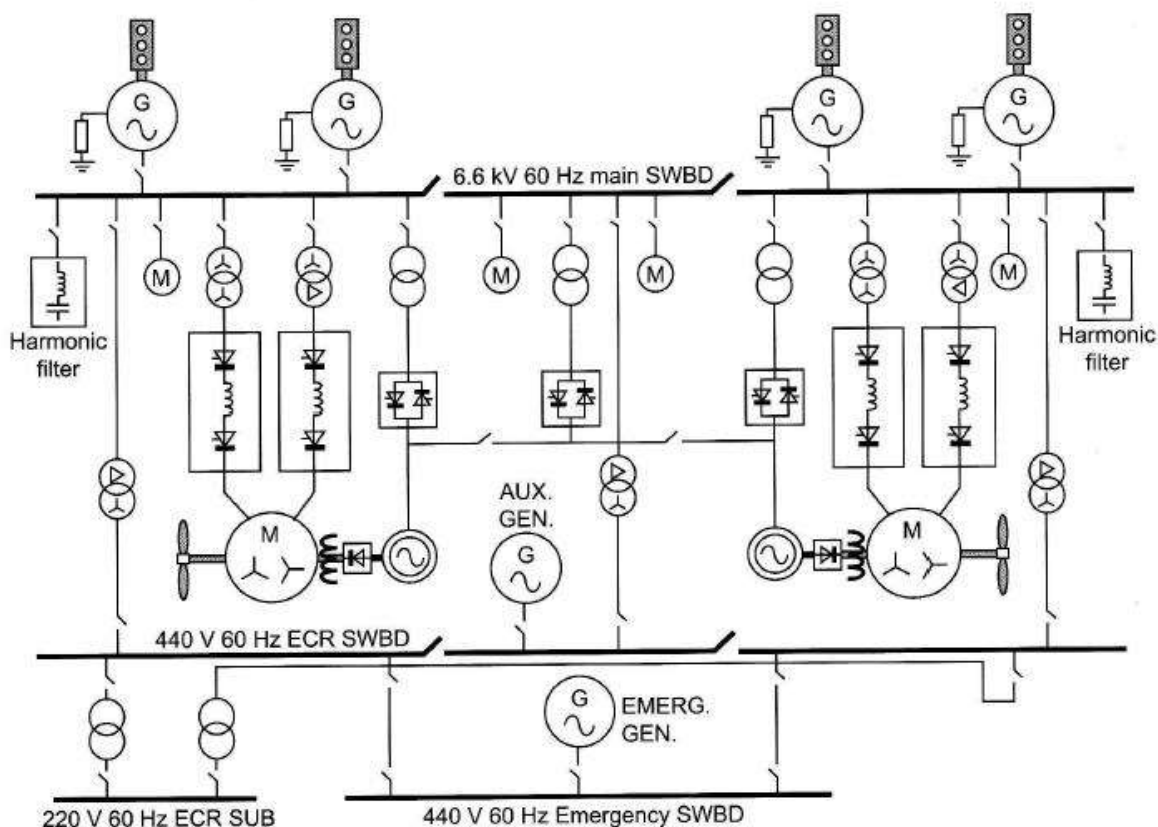 G
G
G
G
6.6 kV 60 Hz main SWBD
M
M
M
M
Harmonic
filter
Harmonic
filter
AUX.
GEN.
G
M
M
440 V 60 Hz ECR SWBD
G
EMERG.
GEN.
220 V 60 Hz ECR SUB
440 V 60 Hz Emergency SWBD